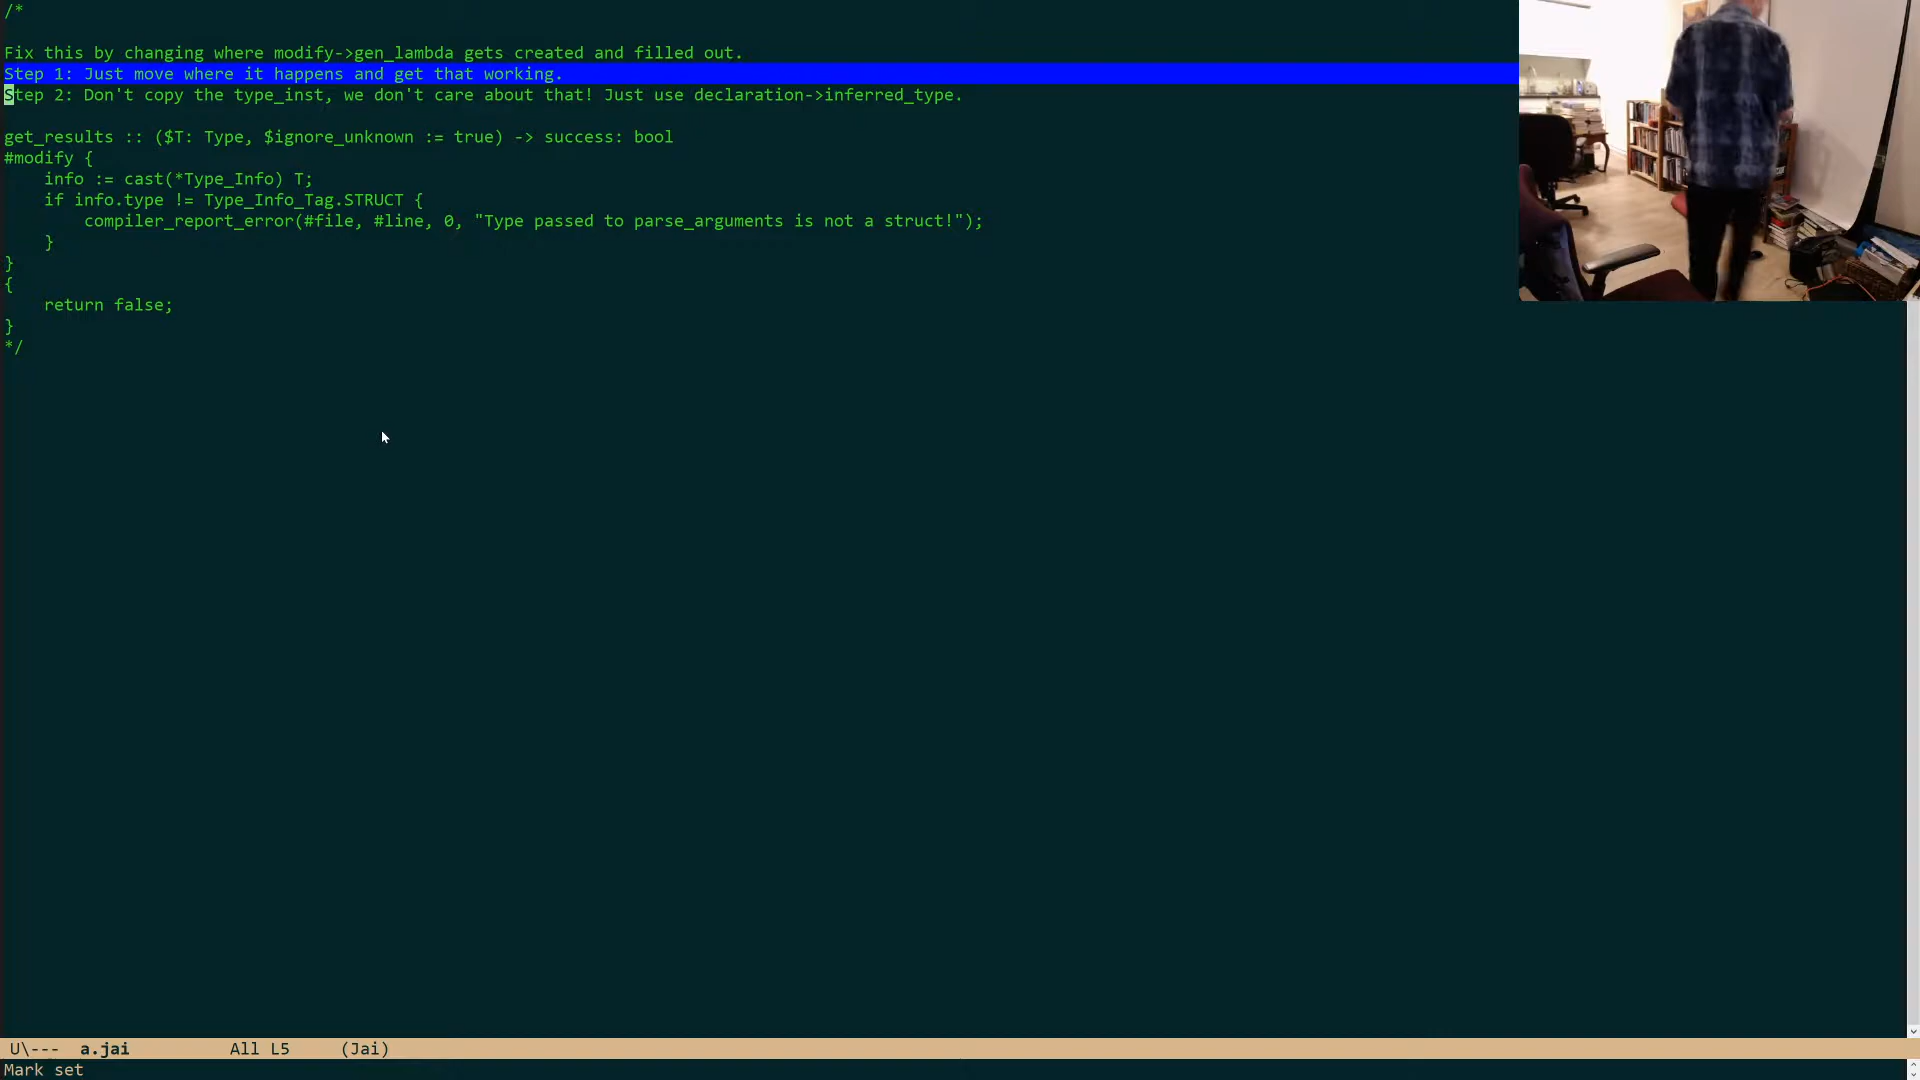 /*
Fix this by changing where modify->gen_lambda gets created and filled out.
Step 1: Just move where it happens and get that working.
Step 2: Don't copy the type_inst, we don't care about that! Just use declaration->inferred_type.
get_results :: ($T: Type, $ignore_unknown := true) -> success: bool
#modify {
    info := cast(*Type_Info) T;
    if info.type != Type_Info_Tag.STRUCT {
        compiler_report_error(#file, #line, 0, "Type passed to parse_arguments is not a struct!");
    }
}
{
    return false;
}
*/
U\--- a.jai All L5 (Jai)
Mark set